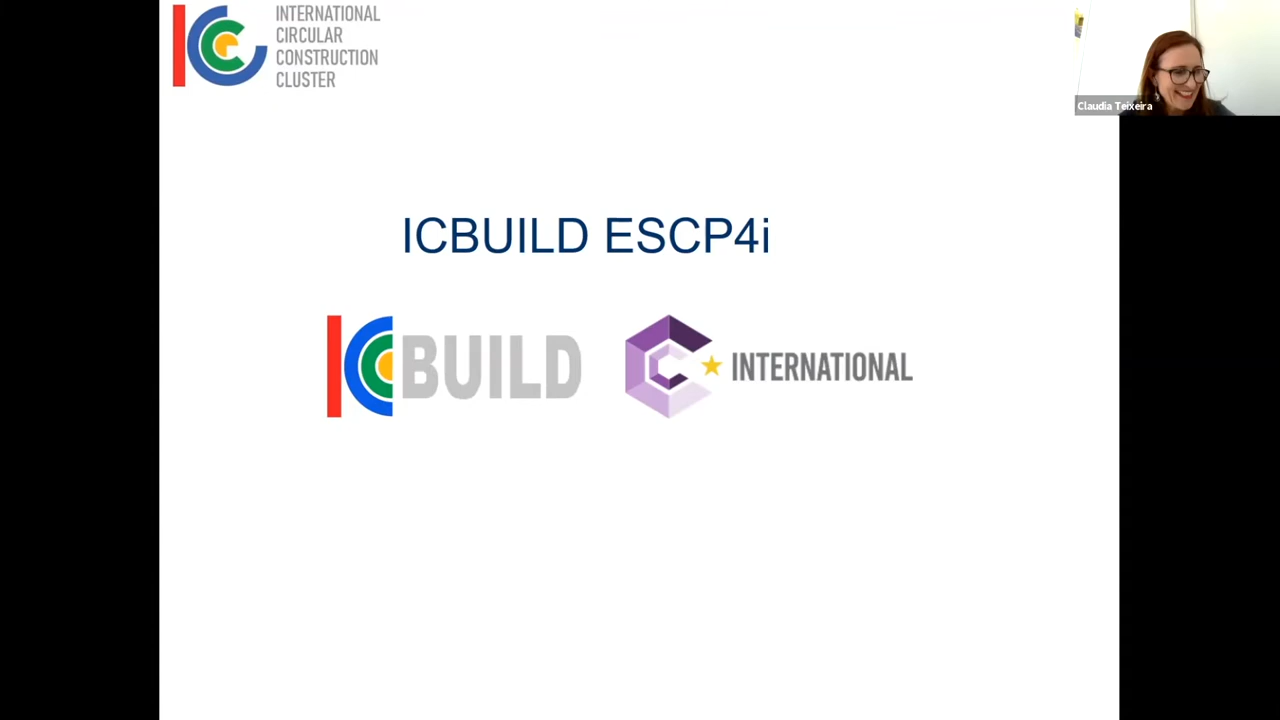 INTERNATIONAL
CIRCULAR
CONSTRUCTION
CLUSTER
Claudia Teixeira
ICBUILD ESCP4i
BUILD
INTERNATIONAL